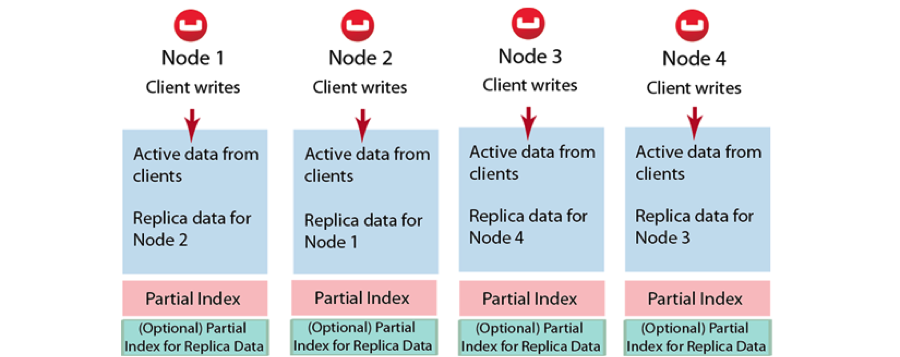 Node 1
Client writes
Active data from
clients
Replica data for
Node 2
Partial Index
(Optional) Partial
Index for Replica Data
Node 2
Client writes
Active data from
clients
Replica data for
Node 1
Partial Index
(Optional) Partial
Index for Replica Data
Node 3
Client writes
Active data from
clients
Replica data for
Node 4
Partial Index
(Optional) Partial
Index for Replica Data
Node 4
Client writes
Active data from
clients
Replica data for
Node 3
Partial Index
(Optional) Partial
Index for Replica Data